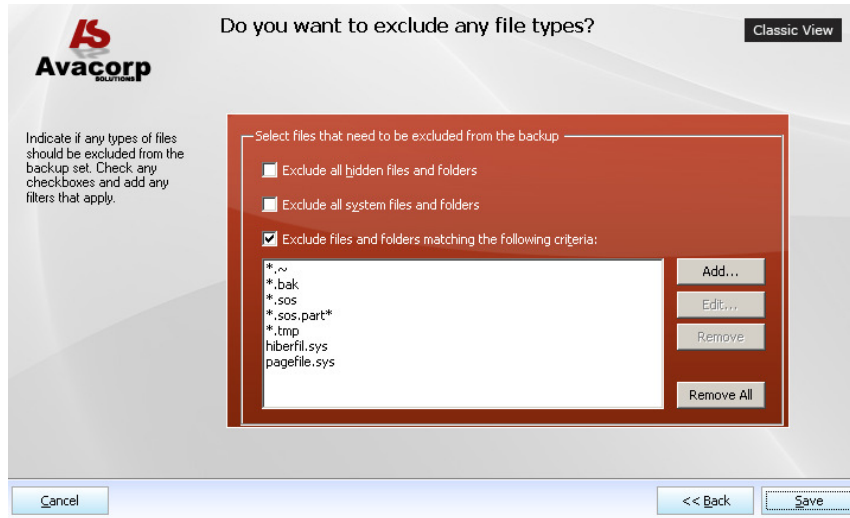 Do you want to exclude any file types?
Classic View
AS
Avacorp
SOLUTIONS
Indicate if any types of files
should be excluded from the
backup set. Check any
checkboxes and add any
filters that apply.
Select files that need to be excluded from the backup
Exclude all hidden files and folders
Exclude all system files and folders
Exclude files and folders matching the following criteria:
*.~
*.bak
*.sos
*.sos.part*
*.tmp
hiberfil.sys
pagefile.sys
Add...
Edit...
Remove
Remove All
Cancel
<< Back
Save